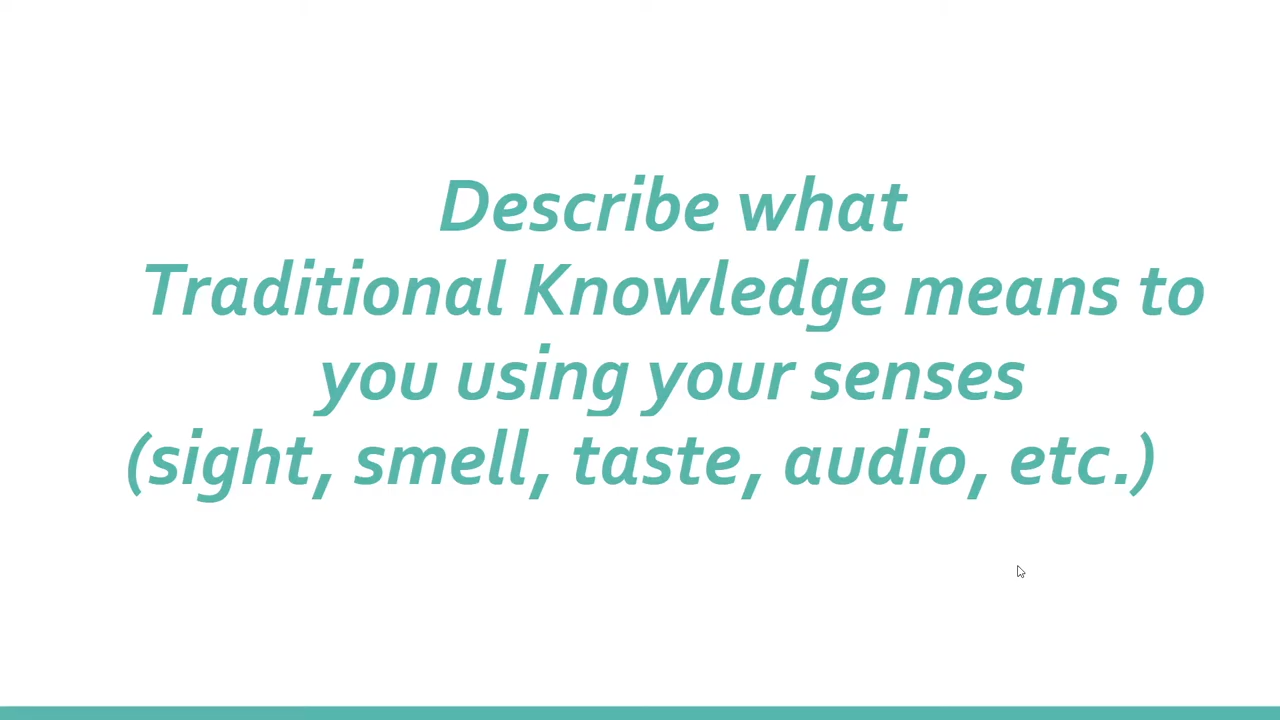 Describe what
Traditional Knowledge means to
you using your senses
(sight, smell, taste, audio, etc.)